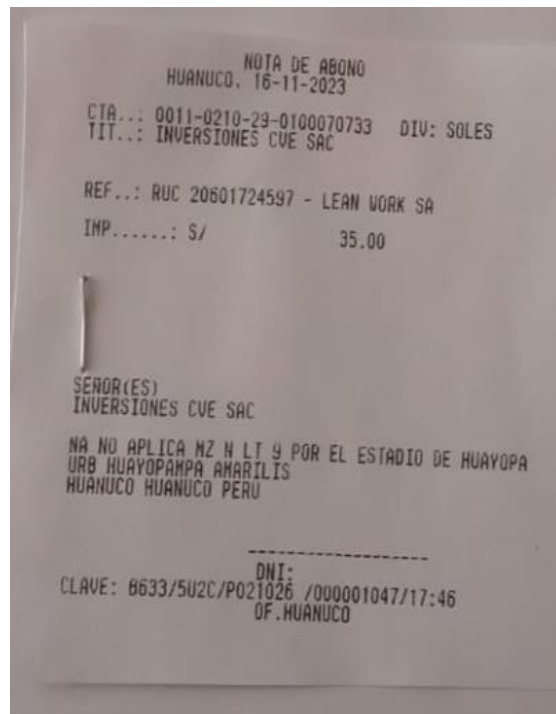 NOTA DE ABONO
HUANUCO, 16-11-2023
CTA..: 0011-0210-29-0100070733 DIV: SOLES
TIT..: INVERSIONES CVE SAC
REF..: RUC 20601724597 - LEAN WORK SA
IMP......: S/ 35.00
SEÑOR(ES)
INVERSIONES CVE SAC
NA NO APLICA MZ N LT 9 POR EL ESTADIO DE HUAYOPA
URB HUAYOPAMPA AMARILIS
HUANUCO HUANUCO PERU
--------------------
DNI:
CLAVE: 8633/5U2C/P021026 /000001047/17:46
OF.HUANUCO